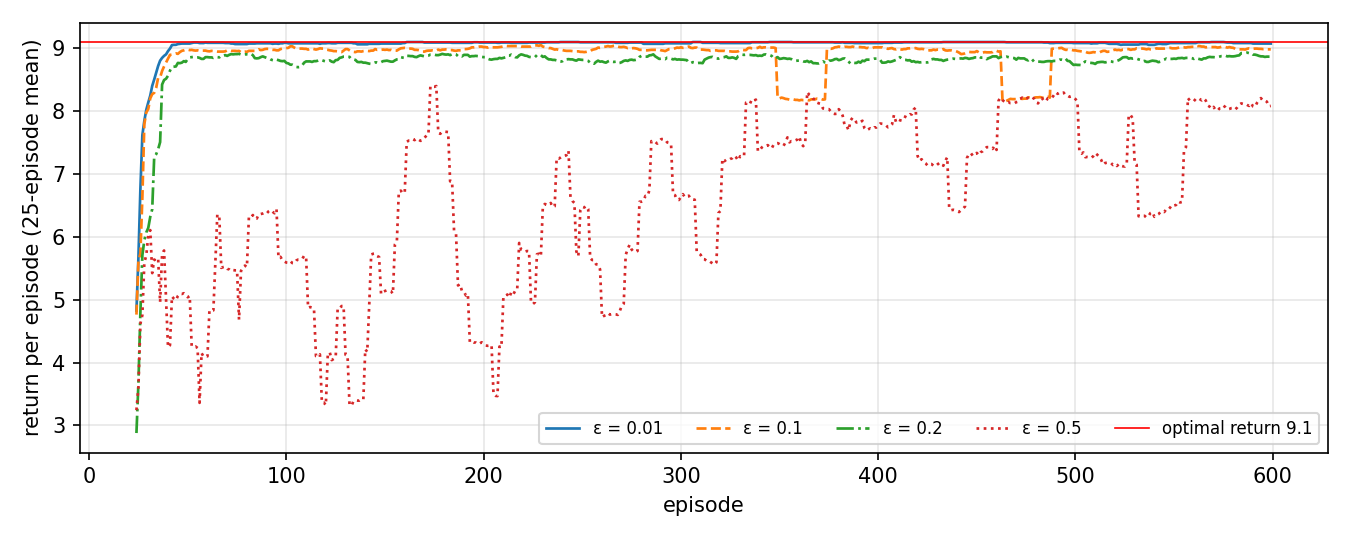 return per episode (25-episode mean)
9
8
7
6
5
4
3
0 100 200 300 400 500 600
episode
ε = 0.01 ε = 0.1 ε = 0.2 ε = 0.5 optimal return 9.1